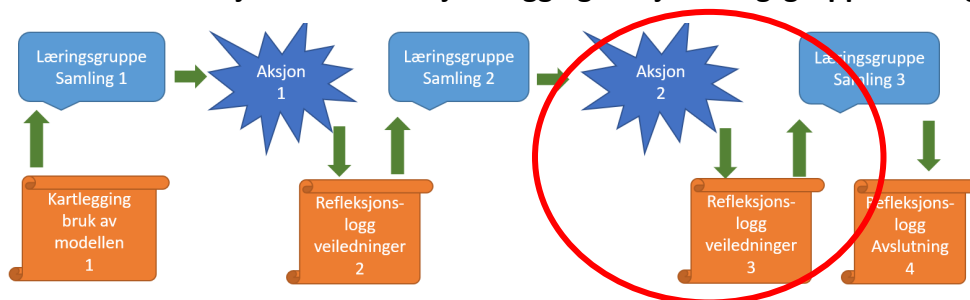 Læringsgruppe
Samling 1
Aksjon
1
Læringsgruppe
Samling 2
Aksjon
2
Læringsgruppe
Samling 3
Kartlegging
bruk av
modellen
1
Refleksjons-
logg
veiledninger
2
Refleksjons-
logg
veiledninger
3
Refleksjons-
logg
Avslutning
4